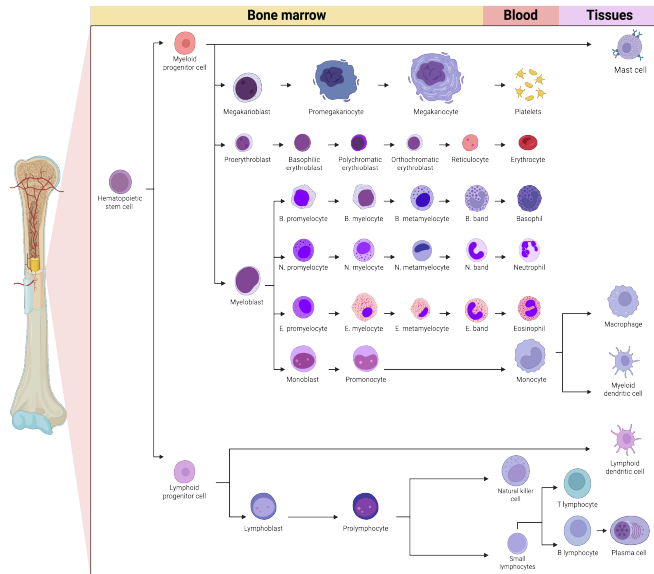 Bone marrow
Blood
Tissues
Myeloid
progenitor cell
Mast cell
Megakarioblast
Promegakariocyte
Megakariocyte
Platelets
Proerythroblast
Basophilic
erythroblast
Polychromatic
erythroblast
Orthochromatic
erythroblast
Reticulocyte
Erythrocyte
Hematopoietic
stem cell
B. promyelocyte
B. myelocyte
B. metamyelocyte
B. band
Basophil
N. promyelocyte
N. myelocyte
N. metamyelocyte
N. band
Neutrophil
Myeloblast
E. promyelocyte
E. myelocyte
E. metamyelocyte
E. band
Eosinophil
Macrophage
Monoblast
Promonocyte
Monocyte
Myeloid
dendritic cell
Lymphoid
dendritic cell
Lymphoid
progenitor cell
Natural killer
cell
T lymphocyte
Lymphoblast
Prolymphocyte
Small
lymphocytes
B lymphocyte
Plasma cell